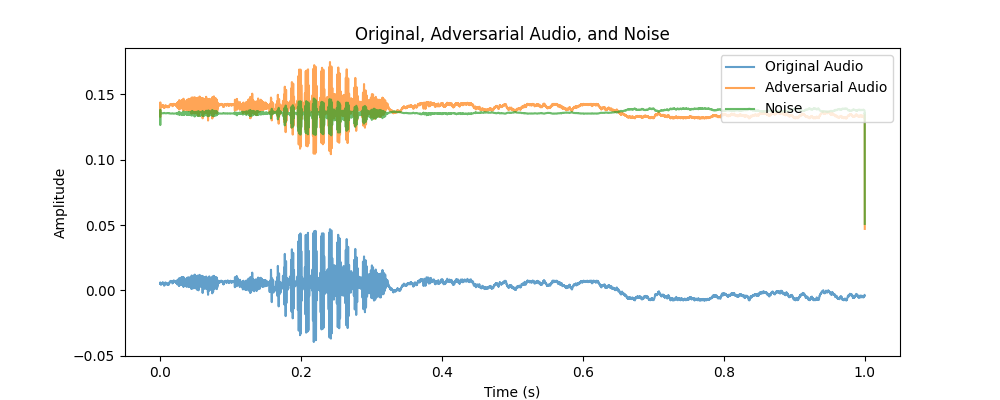 Original, Adversarial Audio, and Noise
Original Audio
Adversarial Audio
Noise
Amplitude
0.15
0.10
0.05
0.00
−0.05
0.0 0.2 0.4 0.6 0.8 1.0
Time (s)